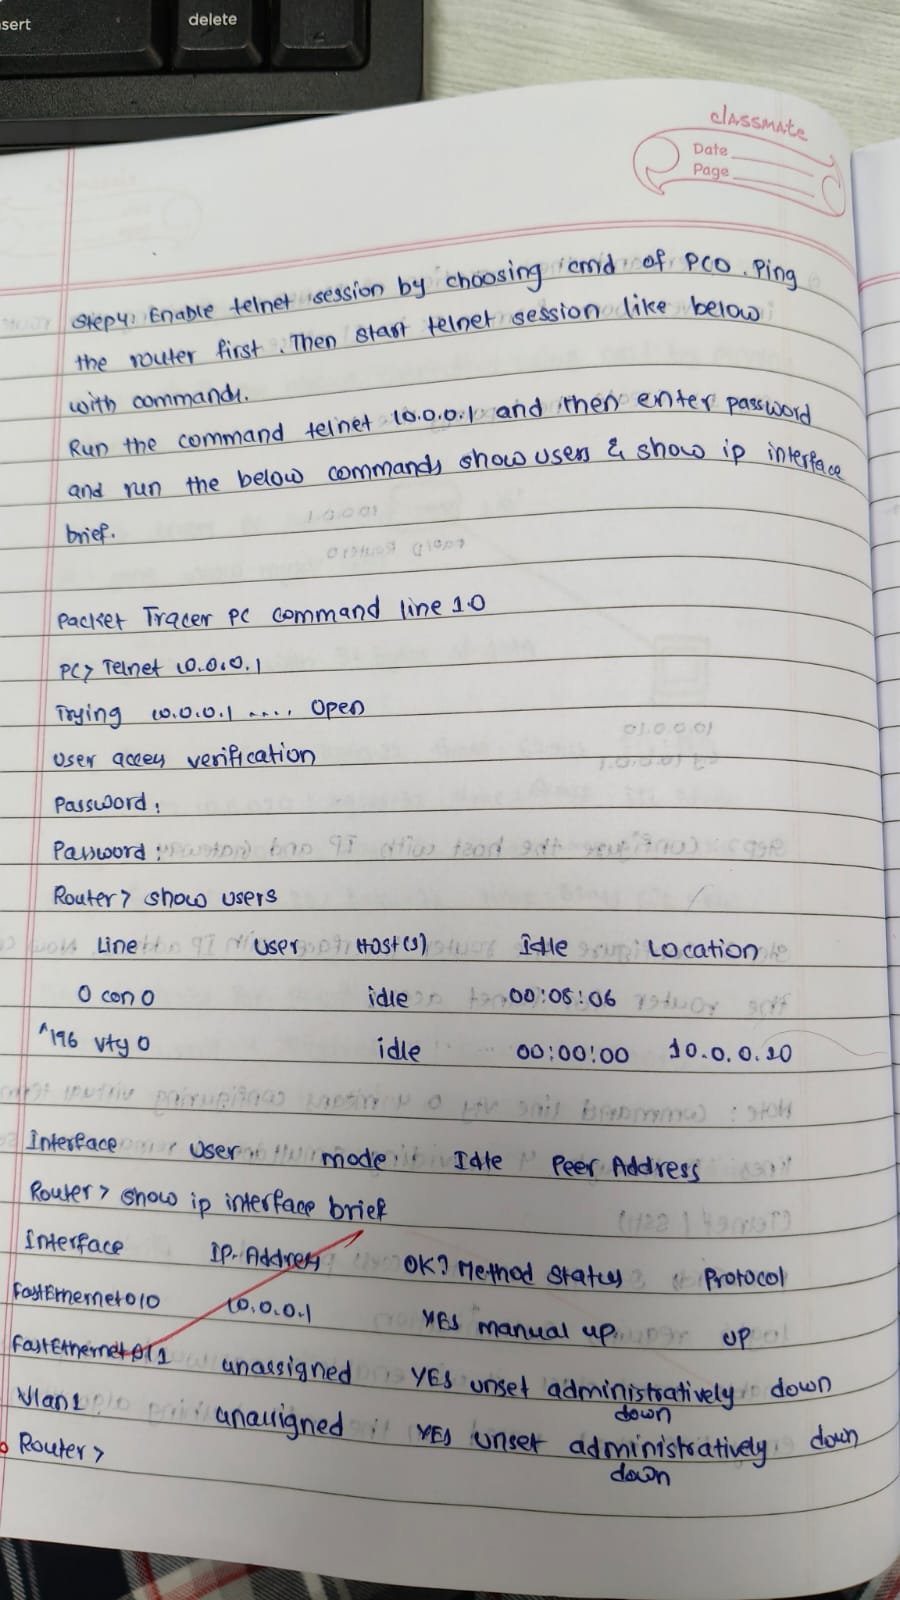 sert
delete
classmate
Date
Page
Step4: Enable telnet session by choosing cmd of PC0. Ping
the router first. Then start telnet session like below
with commands.
Run the command telnet 10.0.0.1 and then enter password
and run the below commands show users & show ip interface
brief.
Packet Tracer PC command line 1.0
PC> Telnet 10.0.0.1
Trying 10.0.0.1 .... Open
User access verification
Password:
Password:
Router> show users
Line User Host(s) Idle Location
0 con 0 idle 00:05:06
^196 vty 0 idle 00:00:00 10.0.0.10
Interface User mode Idle Peer Address
Router> show ip interface brief
Interface IP-Address OK? Method Status Protocol
FastEthernet0/0 10.0.0.1 YES manual up up
FastEthernet0/1 unassigned YES unset administratively down
down
Vlan1 unassigned YES unset administratively down
down
Router>